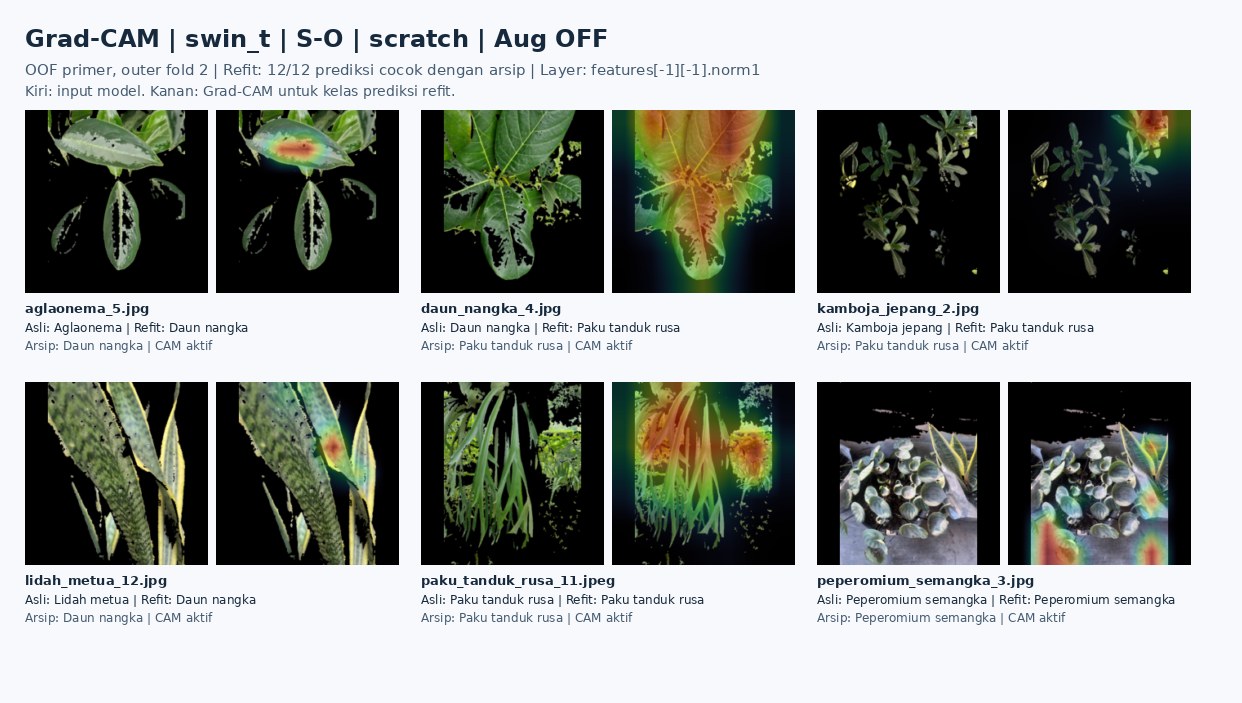 Grad-CAM | swin_t | S-O | scratch | Aug OFF
OOF primer, outer fold 2 | Refit: 12/12 prediksi cocok dengan arsip | Layer: features[-1][-1].norm1
Kiri: input model. Kanan: Grad-CAM untuk kelas prediksi refit.
aglaonema_5.jpg
Asli: Aglaonema | Refit: Daun nangka
Arsip: Daun nangka | CAM aktif
daun_nangka_4.jpg
Asli: Daun nangka | Refit: Paku tanduk rusa
Arsip: Paku tanduk rusa | CAM aktif
kamboja_jepang_2.jpg
Asli: Kamboja jepang | Refit: Paku tanduk rusa
Arsip: Paku tanduk rusa | CAM aktif
lidah_metua_12.jpg
Asli: Lidah metua | Refit: Daun nangka
Arsip: Daun nangka | CAM aktif
paku_tanduk_rusa_11.jpeg
Asli: Paku tanduk rusa | Refit: Paku tanduk rusa
Arsip: Paku tanduk rusa | CAM aktif
peperomium_semangka_3.jpg
Asli: Peperomium semangka | Refit: Peperomium semangka
Arsip: Peperomium semangka | CAM aktif